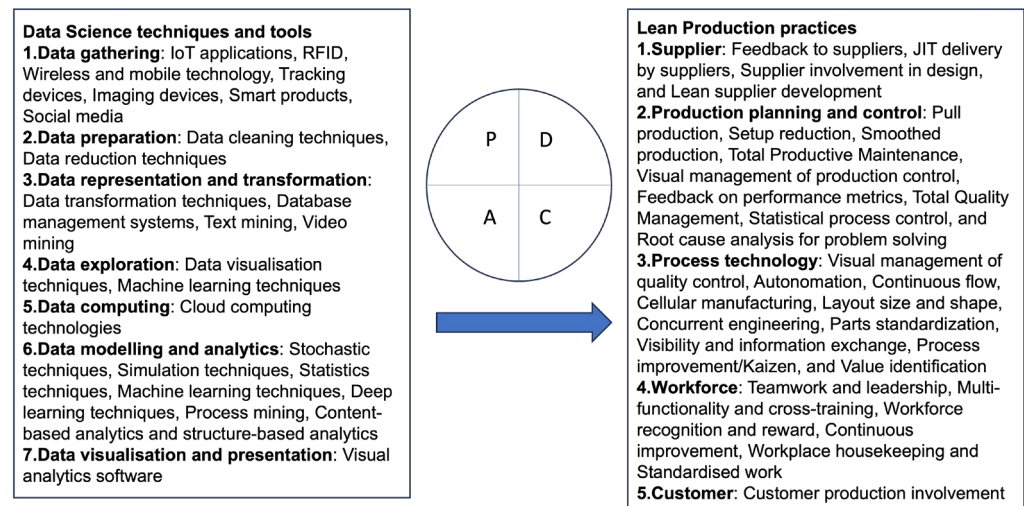 Data Science techniques and tools
1.Data gathering: IoT applications, RFID,
Wireless and mobile technology, Tracking
devices, Imaging devices, Smart products,
Social media
2.Data preparation: Data cleaning techniques,
Data reduction techniques
3.Data representation and transformation:
Data transformation techniques, Database
management systems, Text mining, Video
mining
4.Data exploration: Data visualisation
techniques, Machine learning techniques
5.Data computing: Cloud computing
technologies
6.Data modelling and analytics: Stochastic
techniques, Simulation techniques, Statistics
techniques, Machine learning techniques, Deep
learning techniques, Process mining, Content-
based analytics and structure-based analytics
7.Data visualisation and presentation: Visual
analytics software
P D
A C
Lean Production practices
1.Supplier: Feedback to suppliers, JIT delivery
by suppliers, Supplier involvement in design,
and Lean supplier development
2.Production planning and control: Pull
production, Setup reduction, Smoothed
production, Total Productive Maintenance,
Visual management of production control,
Feedback on performance metrics, Total Quality
Management, Statistical process control, and
Root cause analysis for problem solving
3.Process technology: Visual management of
quality control, Autonomation, Continuous flow,
Cellular manufacturing, Layout size and shape,
Concurrent engineering, Parts standardization,
Visibility and information exchange, Process
improvement/Kaizen, and Value identification
4.Workforce: Teamwork and leadership, Multi-
functionality and cross-training, Workforce
recognition and reward, Continuous
improvement, Workplace housekeeping and
Standardised work
5.Customer: Customer production involvement